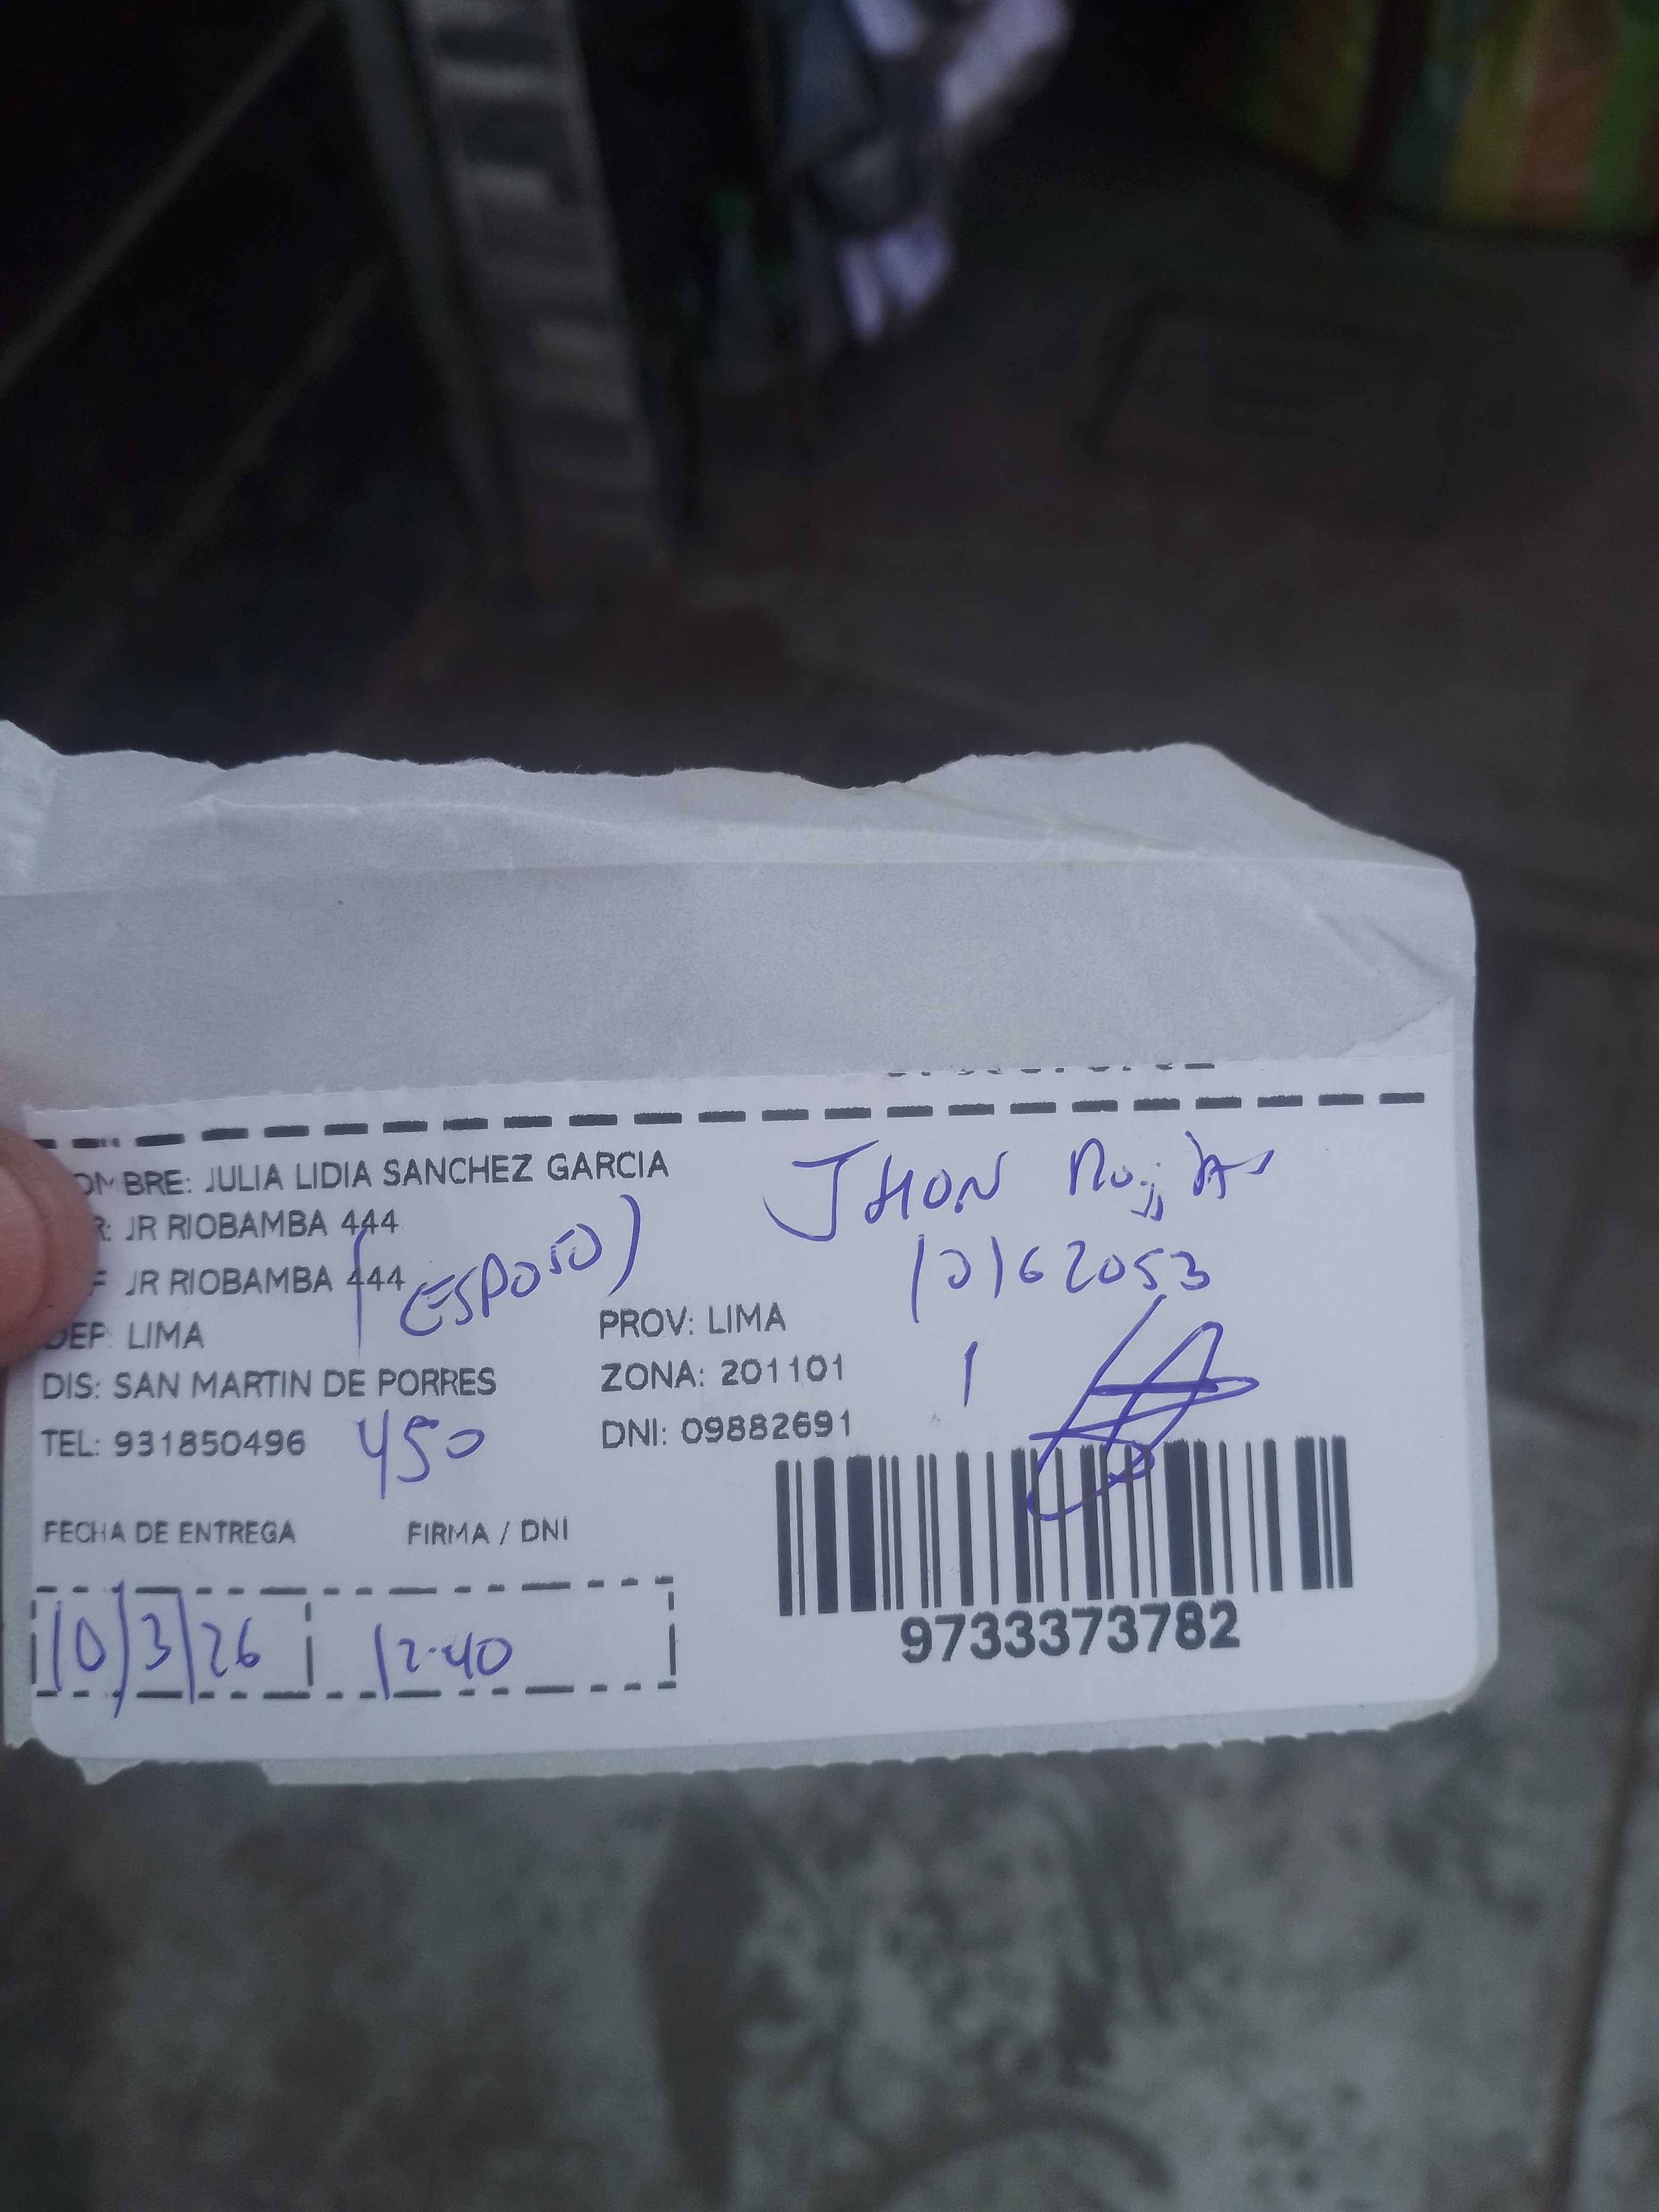 OMBRE: JULIA LIDIA SANCHEZ GARCIA
R: JR RIOBAMBA 444
F JR RIOBAMBA 444
(ESPOSO)
DEP: LIMA
PROV: LIMA
DIS: SAN MARTIN DE PORRES
ZONA: 201101
TEL: 931850496
450
DNI: 09882691
JHON
FECHA DE ENTREGA
FIRMA / DNI
10/3/26
12:40
9733373782